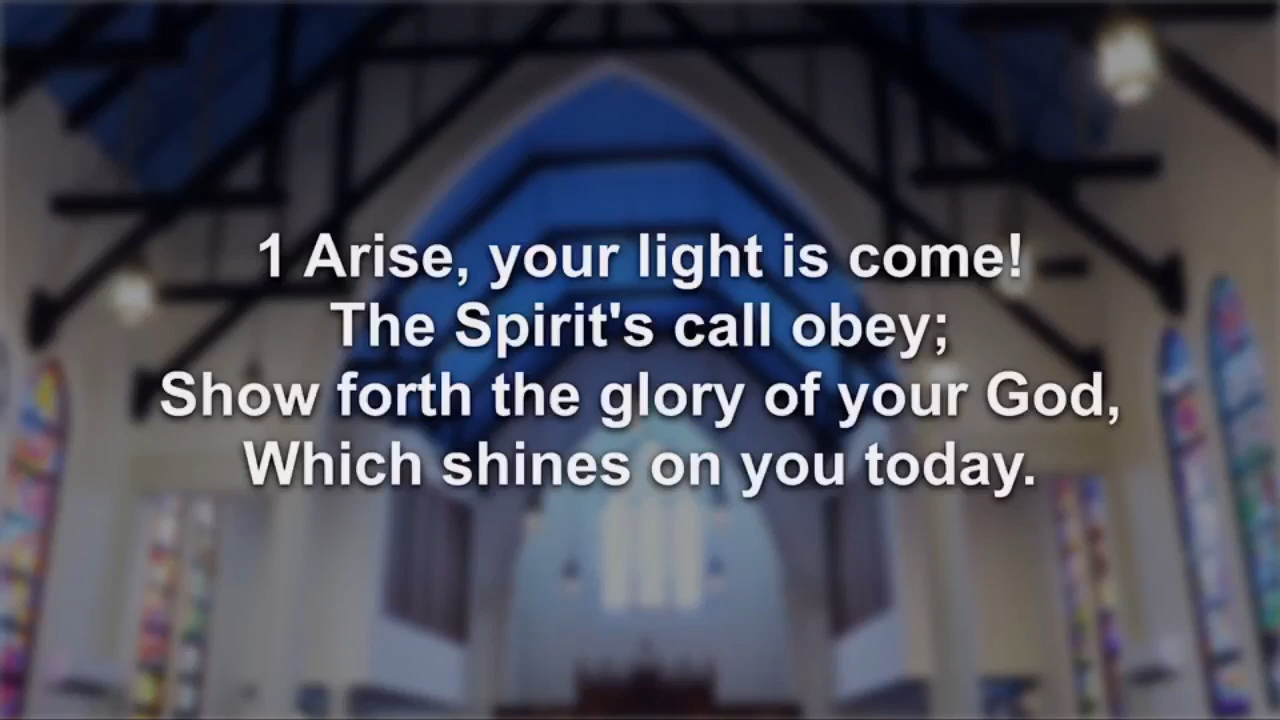 1 Arise, your light is come!
The Spirit's call obey;
Show forth the glory of your God,
Which shines on you today.